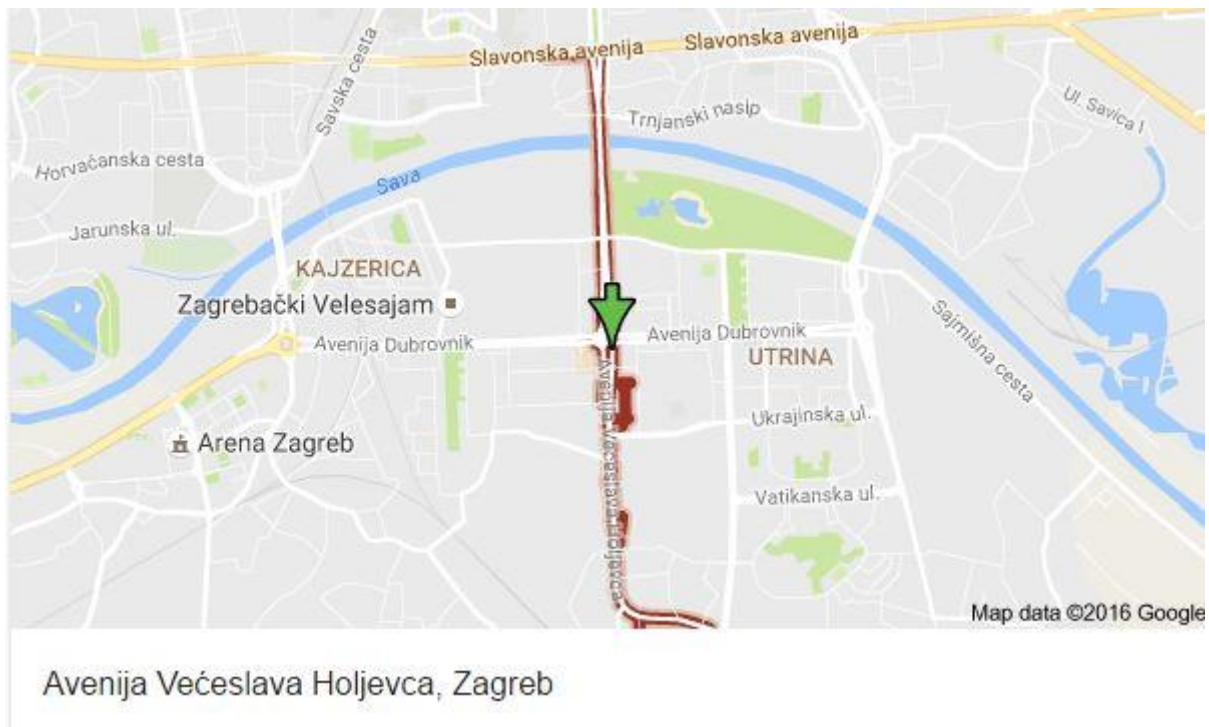 Slavonska avenija
Slavonska avenija
Savska cesta
Ul. Savica I
Trnjanski nasip
Horvaćanska cesta
Sava
Jarunska ul.
KAJZERICA
Zagrebački Velesajam
Avenija Dubrovnik
Avenija Dubrovnik
UTRINA
Sajmišna cesta
Avenija Većeslava Holjevca
Ukrajinska ul.
Arena Zagreb
Vatikanska ul.
Map data ©2016 Google
Avenija Većeslava Holjevca, Zagreb